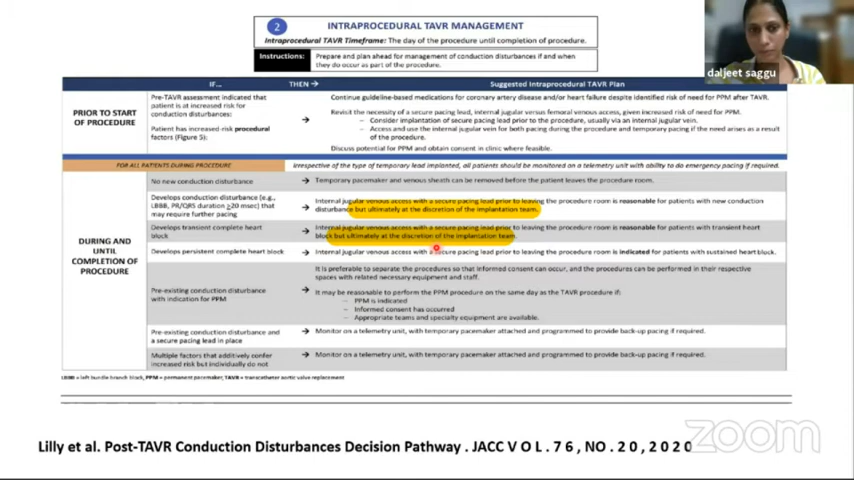 2
INTRAPROCEDURAL TAVR MANAGEMENT
Intraprocedural TAVR Timeframe: The day of the procedure until completion of procedure.
Instructions: Prepare and plan ahead for management of conduction disturbances if and when
they do occur as part of the procedure.
daljeet saggu
IF... THEN → Suggested Intraprocedural TAVR Plan
PRIOR TO START
OF PROCEDURE
Pre-TAVR assessment indicated that
patient is at increased risk for
conduction disturbances:
Patient has increased-risk procedural
factors (Figure 5):
→
Continue guideline-based medications for coronary artery disease and/or heart failure despite identified risk of need for PPM after TAVR.
Revisit the necessity of a secure pacing lead, internal jugular versus femoral venous access, given increased risk of need for PPM.
− Consider implantation of secure pacing lead prior to the procedure, usually via an internal jugular vein.
− Access and use the internal jugular vein for both pacing during the procedure and temporary pacing if the need arises as a result
of the procedure.
Discuss potential for PPM and obtain consent in clinic where feasible.
FOR ALL PATIENTS DURING PROCEDURE
Irrespective of the type of temporary lead implanted, all patients should be monitored on a telemetry unit with ability to do emergency pacing if required.
DURING AND
UNTIL
COMPLETION OF
PROCEDURE
No new conduction disturbance
→ Temporary pacemaker and venous sheath can be removed before the patient leaves the procedure room.
Develops conduction disturbance (e.g.,
LBBB, PR/QRS duration ≥20 msec) that
may require further pacing
→ Internal jugular venous access with a secure pacing lead prior to leaving the procedure room is reasonable for patients with new conduction
disturbance but ultimately at the discretion of the implantation team.
Develops transient complete heart
block
→ Internal jugular venous access with a secure pacing lead prior to leaving the procedure room is reasonable for patients with transient heart
block but ultimately at the discretion of the implantation team.
Develops persistent complete heart block
→ Internal jugular venous access with a secure pacing lead prior to leaving the procedure room is indicated for patients with sustained heart block.
Pre-existing conduction disturbance
with indication for PPM
→
It is preferable to separate the procedures so that informed consent can occur, and the procedures can be performed in their respective
spaces with related necessary equipment and staff.
It may be reasonable to perform the PPM procedure on the same day as the TAVR procedure if:
− PPM is indicated
− Informed consent has occurred
− Appropriate teams and specialty equipment are available.
Pre-existing conduction disturbance and
a secure pacing lead in place
→ Monitor on a telemetry unit, with temporary pacemaker attached and programmed to provide back-up pacing if required.
Multiple factors that additively confer
increased risk but individually do not
→ Monitor on a telemetry unit, with temporary pacemaker attached and programmed to provide back-up pacing if required.
LBBB = left bundle branch block, PPM = permanent pacemaker, TAVR = transcatheter aortic valve replacement
Lilly et al. Post-TAVR Conduction Disturbances Decision Pathway . JACC V O L . 7 6 , NO . 2 0 , 2 0 2 0
zoom